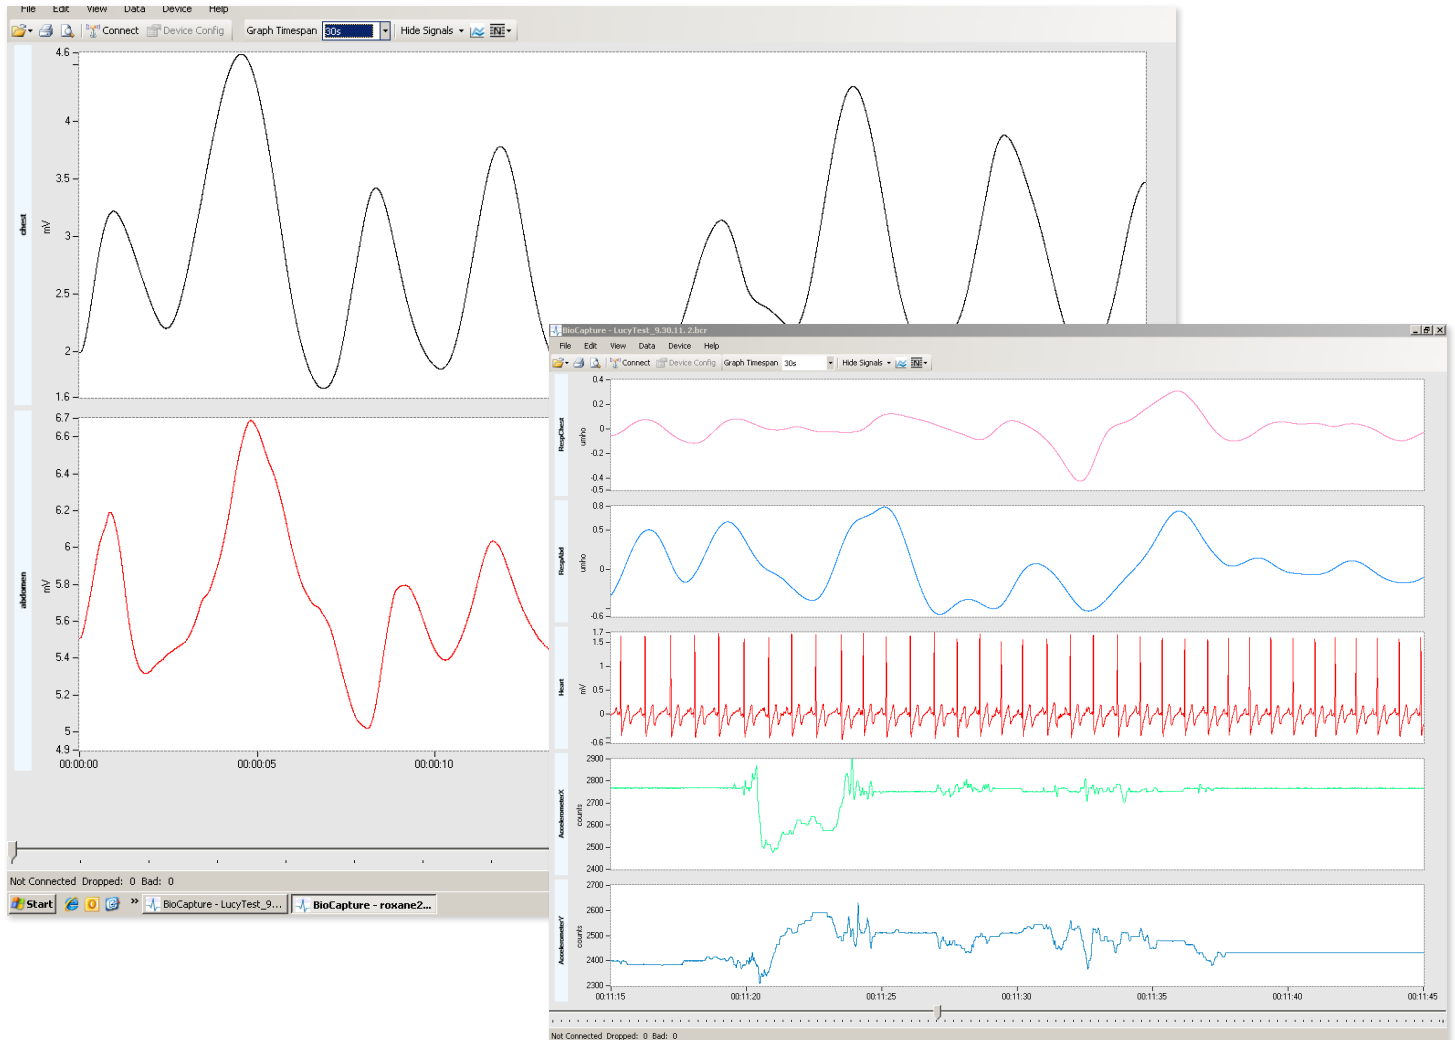 File Edit View Data Device Help
Connect Device Config Graph Timespan 30s Hide Signals
4.6
4
3.5
3
2.5
2
1.6
chest
mV
6.7
6.6
6.4
6.2
6
5.8
5.6
5.4
5.2
5
4.9
abdomen
mV
00:00:00 00:00:05 00:00:10
Not Connected Dropped: 0 Bad: 0
Start » BioCapture - LucyTest_9... BioCapture - roxane2...
BioCapture - LucyTest_9.30.11. 2.bcr
File Edit View Data Device Help
Connect Device Config Graph Timespan 30s Hide Signals
0.4
0.2
0
-0.2
-0.4
-0.5
RespChest
umho
0.8
0.5
0
-0.6
RespAbd
umho
1.7
1.5
1
0.5
0
-0.6
Heart
mV
2900
2800
2700
2600
2500
2400
AccelerometerX
counts
2700
2600
2500
2400
2300
AccelerometerY
counts
00:11:15 00:11:20 00:11:25 00:11:30 00:11:35 00:11:40 00:11:45
Not Connected Dropped: 0 Bad: 0